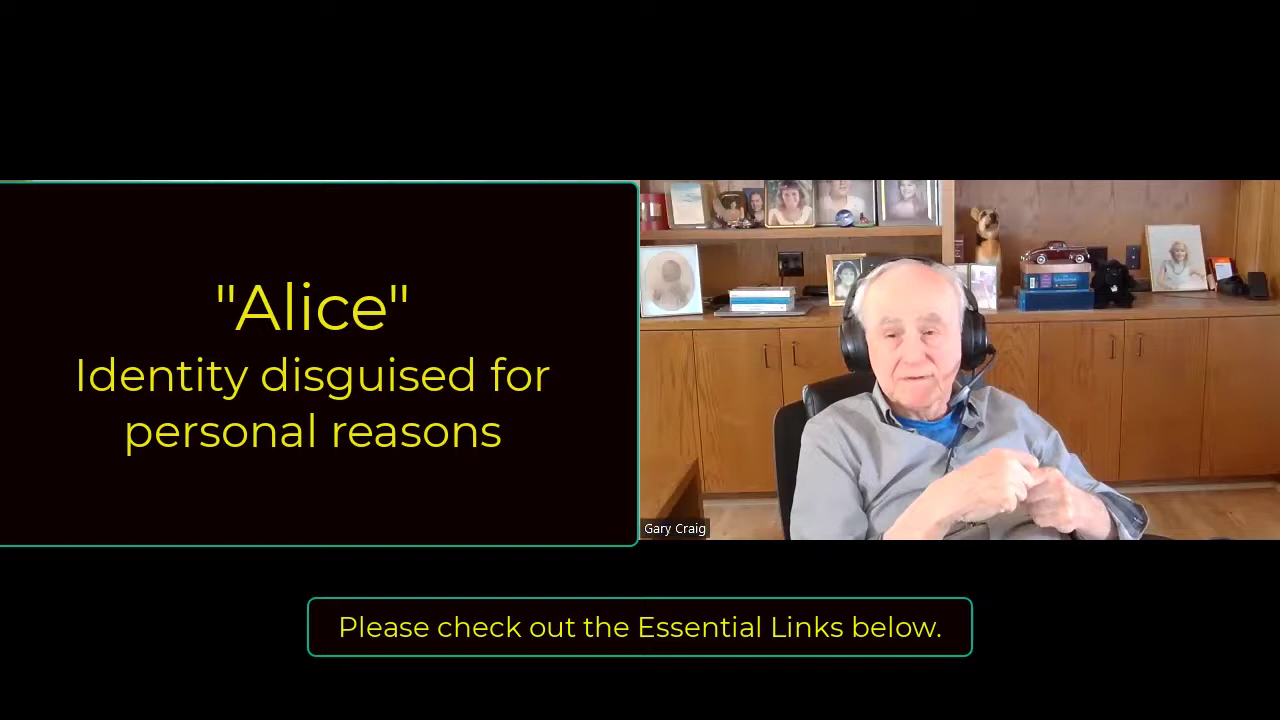 "Alice"
Identity disguised for
personal reasons
Gary Craig
Please check out the Essential Links below.